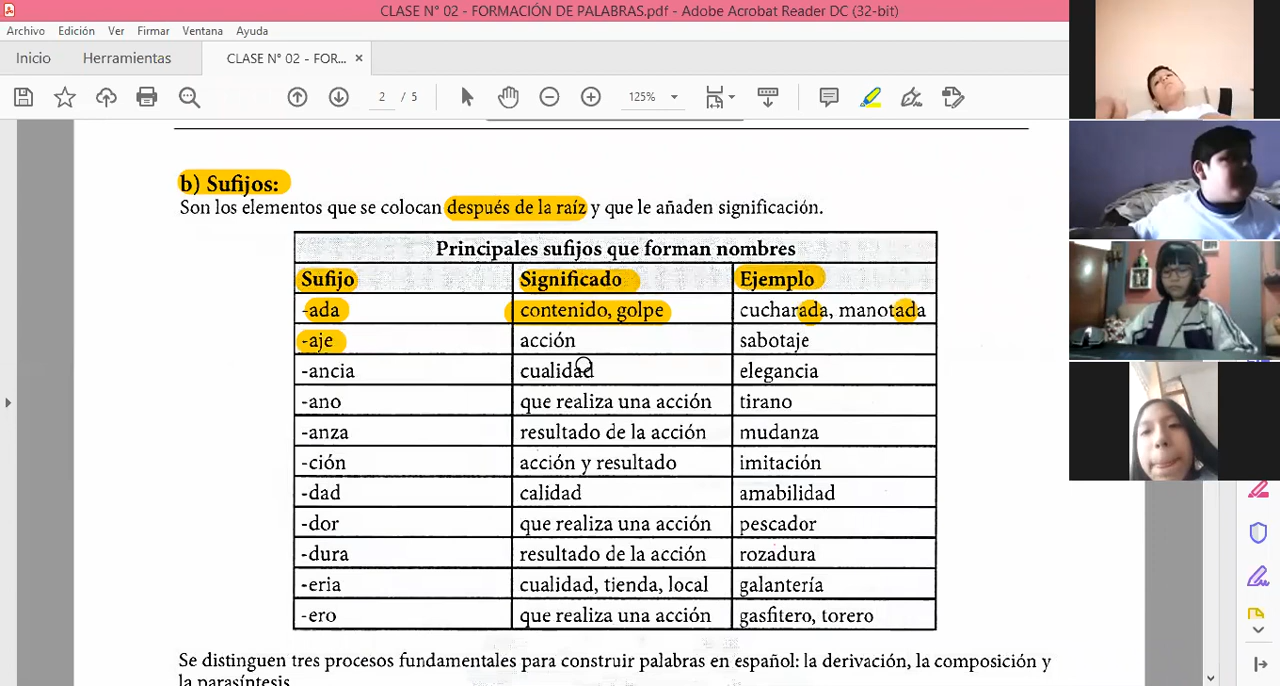 CLASE N° 02 - FORMACIÓN DE PALABRAS.pdf - Adobe Acrobat Reader DC (32-bit)
Archivo Edición Ver Firmar Ventana Ayuda
Inicio Herramientas CLASE N° 02 - FOR... ×
2 / 5 125%
b) Sufijos:
Son los elementos que se colocan después de la raíz y que le añaden significación.
Principales sufijos que forman nombres
Sufijo Significado Ejemplo
-ada contenido, golpe cucharada, manotada
-aje acción sabotaje
-ancia cualidad elegancia
-ano que realiza una acción tirano
-anza resultado de la acción mudanza
-ción acción y resultado imitación
-dad calidad amabilidad
-dor que realiza una acción pescador
-dura resultado de la acción rozadura
-eria cualidad, tienda, local galantería
-ero que realiza una acción gasfitero, torero
Se distinguen tres procesos fundamentales para construir palabras en español: la derivación, la composición y
la parasíntesis.